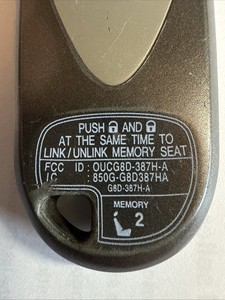 PUSH 🔒 AND 🔓
AT THE SAME TIME TO
LINK/UNLINK MEMORY SEAT
FCC ID : OUCG8D-387H-A
IC : 850G-G8D387HA
G8D-387H-A
MEMORY
2